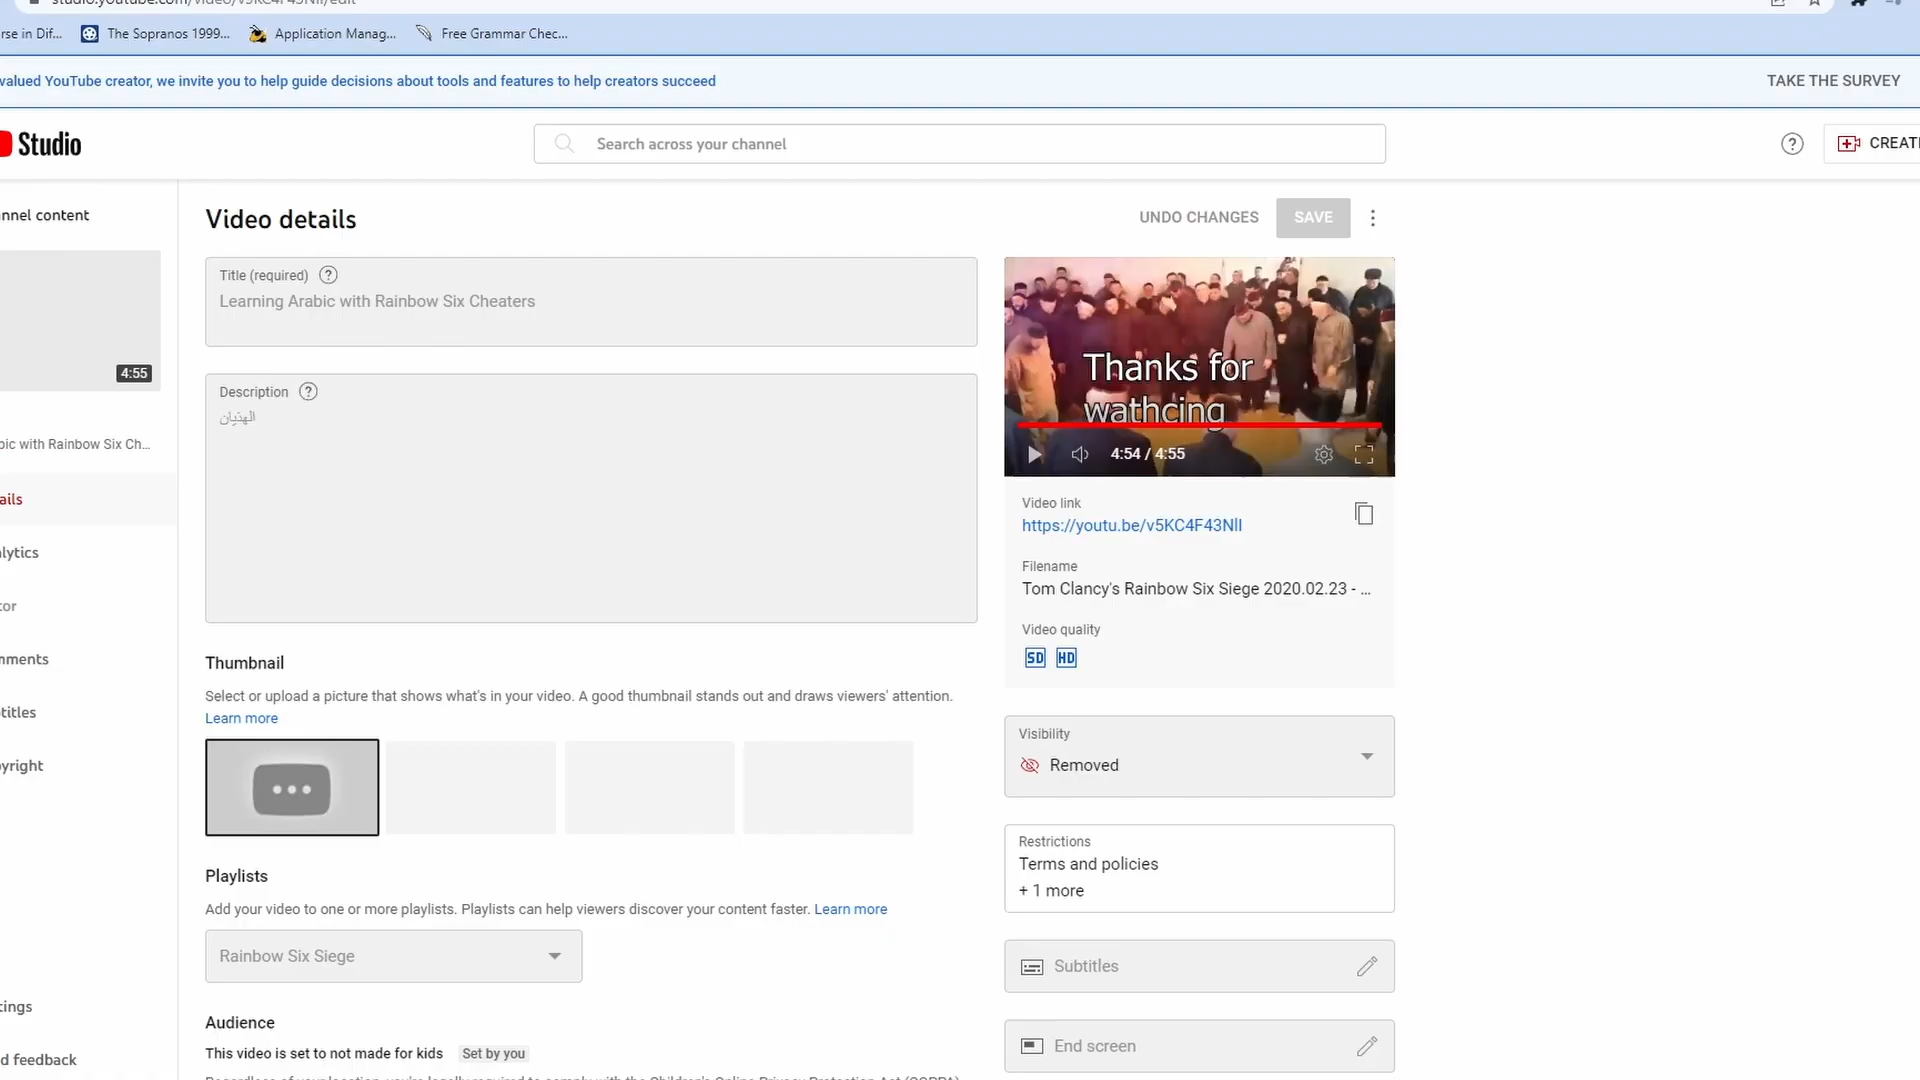 rse in Dif...
The Sopranos 1999...
Application Manag...
Free Grammar Chec...
valued YouTube creator, we invite you to help guide decisions about tools and features to help creators succeed
TAKE THE SURVEY
Studio
Search across your channel
CREATE
nnel content
4:55
bic with Rainbow Six Ch...
ails
lytics
tor
mments
titles
pyright
tings
d feedback
Video details
UNDO CHANGES
SAVE
Title (required)
Learning Arabic with Rainbow Six Cheaters
Description
الهذيان
Thumbnail
Select or upload a picture that shows what's in your video. A good thumbnail stands out and draws viewers' attention.
Learn more
Playlists
Add your video to one or more playlists. Playlists can help viewers discover your content faster. Learn more
Rainbow Six Siege
Audience
This video is set to not made for kids
Set by you
Thanks for
wathcing
4:54 / 4:55
Video link
https://youtu.be/v5KC4F43NlI
Filename
Tom Clancy's Rainbow Six Siege 2020.02.23 - ...
Video quality
SD HD
Visibility
Removed
Restrictions
Terms and policies
+ 1 more
Subtitles
End screen